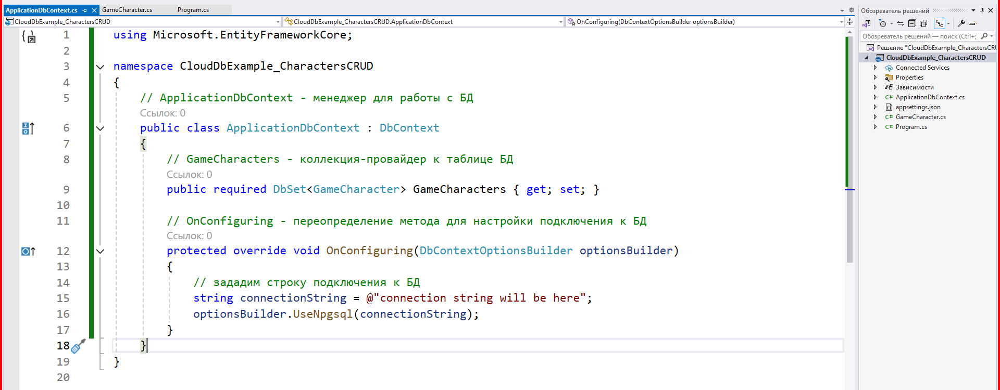 ApplicationDbContext.cs GameCharacter.cs Program.cs
CloudDbExample_CharactersCRUD CloudDbExample_CharactersCRUD.ApplicationDbContext OnConfiguring(DbContextOptionsBuilder optionsBuilder)
1 using Microsoft.EntityFrameworkCore;
2
3 namespace CloudDbExample_CharactersCRUD
4 {
5 // ApplicationDbContext - менеджер для работы с БД
Ссылок: 0
6 public class ApplicationDbContext : DbContext
7 {
8 // GameCharacters - коллекция-провайдер к таблице БД
Ссылок: 0
9 public required DbSet<GameCharacter> GameCharacters { get; set; }
10
11 // OnConfiguring - переопределение метода для настройки подключения к БД
Ссылок: 0
12 protected override void OnConfiguring(DbContextOptionsBuilder optionsBuilder)
13 {
14 // зададим строку подключения к БД
15 string connectionString = @"connection string will be here";
16 optionsBuilder.UseNpgsql(connectionString);
17 }
18 }
19 }
20
Обозреватель решений
Обозреватель решений — поиск (Ctrl+;
Решение "CloudDbExample_CharactersCRU
CloudDbExample_CharactersCRUD
Connected Services
Properties
Зависимости
C# ApplicationDbContext.cs
appsettings.json
C# GameCharacter.cs
C# Program.cs